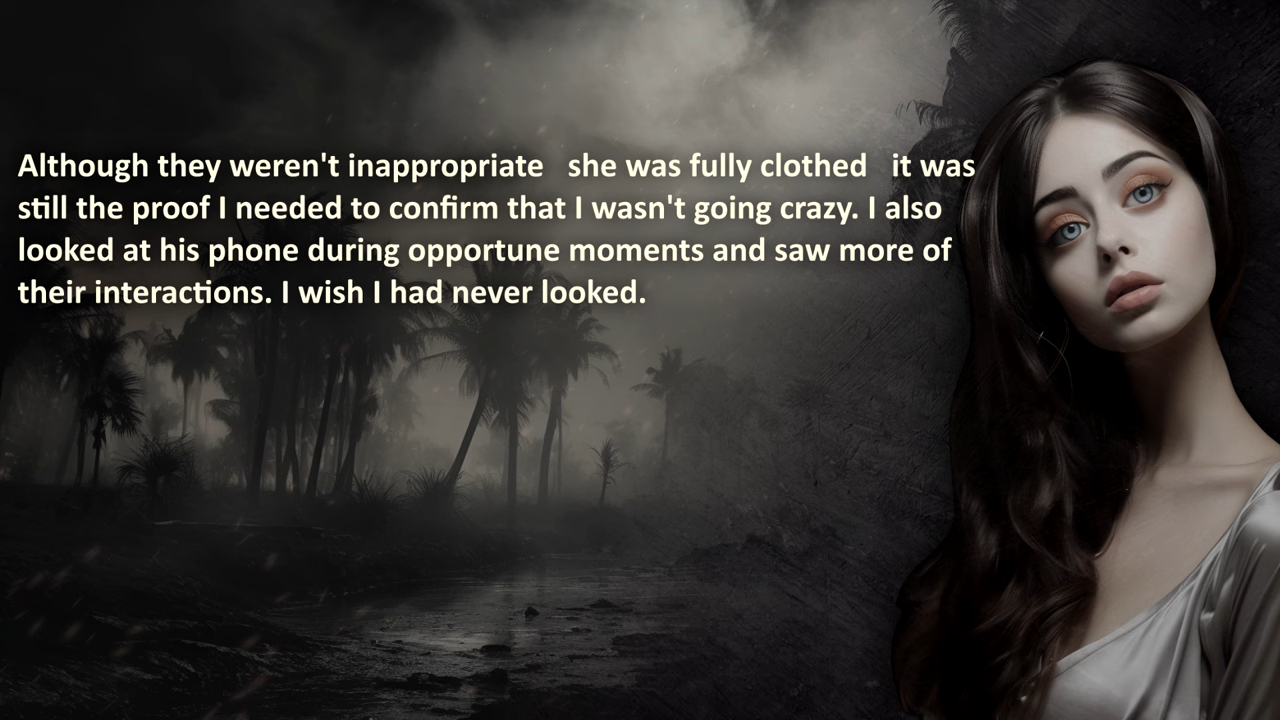 Although they weren't inappropriate   she was fully clothed   it was
still the proof I needed to confirm that I wasn't going crazy. I also
looked at his phone during opportune moments and saw more of
their interactions. I wish I had never looked.